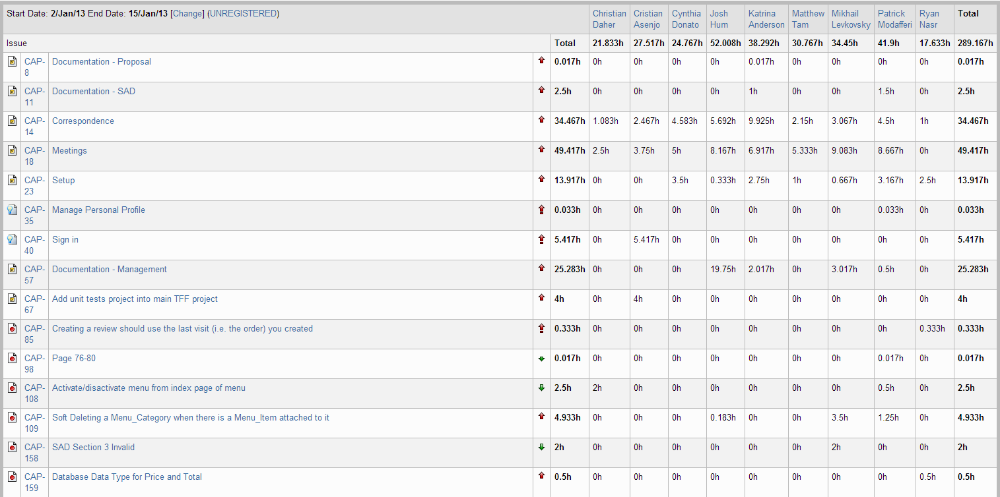 Start Date: 2/Jan/13 End Date: 15/Jan/13 [Change] (UNREGISTERED) Christian Daher Cristian Asenjo Cynthia Donato Josh Hum Katrina Anderson Matthew Tam Mikhail Levkovsky Patrick Modafferi Ryan Nasr Total
Issue Total 21.833h 27.517h 24.767h 52.008h 38.292h 30.767h 34.45h 41.9h 17.633h 289.167h
CAP-8 Documentation - Proposal 0.017h 0h 0h 0h 0h 0.017h 0h 0h 0h 0h 0.017h
CAP-11 Documentation - SAD 2.5h 0h 0h 0h 0h 1h 0h 0h 1.5h 0h 2.5h
CAP-14 Correspondence 34.467h 1.083h 2.467h 4.583h 5.692h 9.925h 2.15h 3.067h 4.5h 1h 34.467h
CAP-18 Meetings 49.417h 2.5h 3.75h 5h 8.167h 6.917h 5.333h 9.083h 8.667h 0h 49.417h
CAP-23 Setup 13.917h 0h 0h 3.5h 0.333h 2.75h 1h 0.667h 3.167h 2.5h 13.917h
CAP-35 Manage Personal Profile 0.033h 0h 0h 0h 0h 0h 0h 0h 0.033h 0h 0.033h
CAP-40 Sign in 5.417h 0h 5.417h 0h 0h 0h 0h 0h 0h 0h 5.417h
CAP-57 Documentation - Management 25.283h 0h 0h 0h 19.75h 2.017h 0h 3.017h 0.5h 0h 25.283h
CAP-67 Add unit tests project into main TFF project 4h 0h 4h 0h 0h 0h 0h 0h 0h 0h 4h
CAP-85 Creating a review should use the last visit (i.e. the order) you created 0.333h 0h 0h 0h 0h 0h 0h 0h 0h 0.333h 0.333h
CAP-98 Page 76-80 0.017h 0h 0h 0h 0h 0h 0h 0h 0.017h 0h 0.017h
CAP-108 Activate/disactivate menu from index page of menu 2.5h 2h 0h 0h 0h 0h 0h 0h 0.5h 0h 2.5h
CAP-109 Soft Deleting a Menu_Category when there is a Menu_Item attached to it 4.933h 0h 0h 0h 0.183h 0h 0h 3.5h 1.25h 0h 4.933h
CAP-158 SAD Section 3 Invalid 2h 0h 0h 0h 0h 0h 0h 2h 0h 0h 2h
CAP-159 Database Data Type for Price and Total 0.5h 0h 0h 0h 0h 0h 0h 0h 0h 0.5h 0.5h